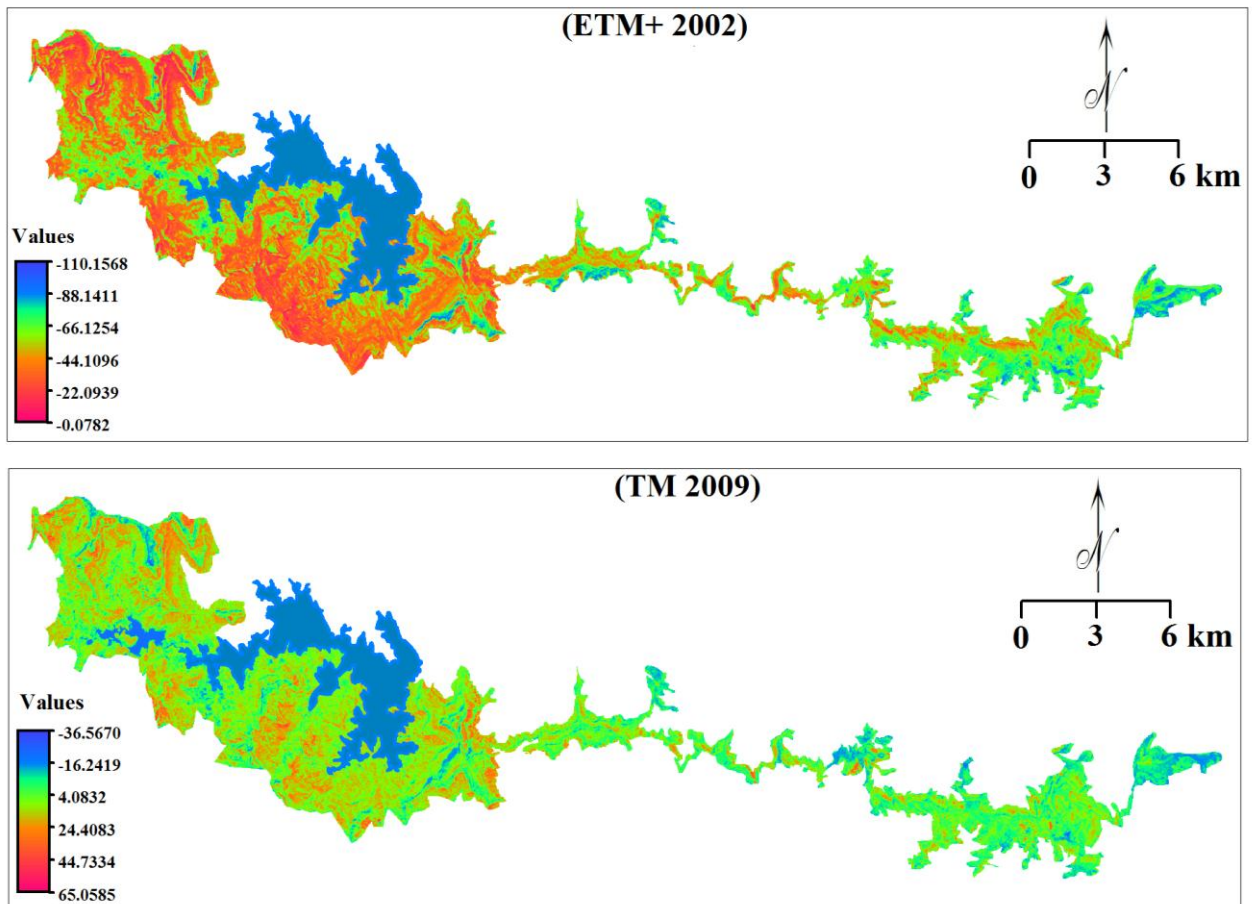 (ETM+ 2002)
N
0 3 6 km
Values
-110.1568
-88.1411
-66.1254
-44.1096
-22.0939
-0.0782
(TM 2009)
N
0 3 6 km
Values
-36.5670
-16.2419
4.0832
24.4083
44.7334
65.0585